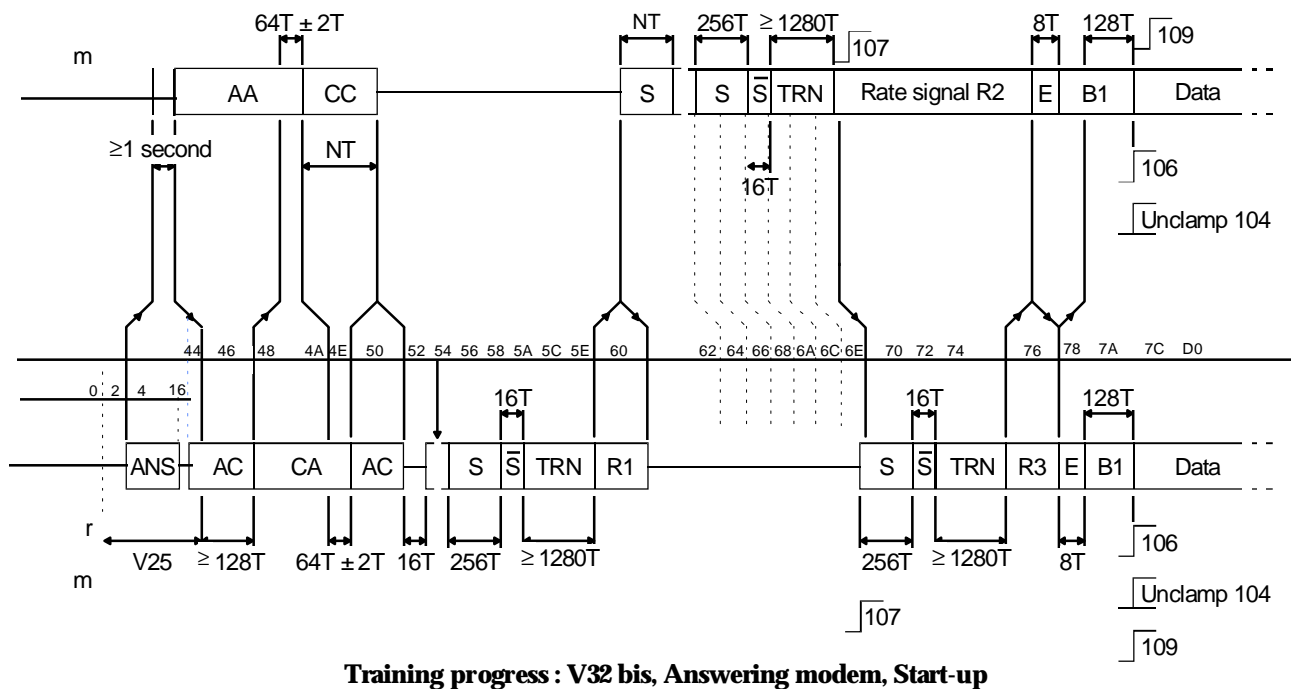 64T ± 2T
NT
256T
≥ 1280T
107
8T
128T
109
m
AA
CC
S
S
S̅
TRN
Rate signal R2
E
B1
Data
≥1 second
NT
16T
106
Unclamp 104
44
46
48
4A
4E
50
52
54
56
58
5A
5C
5E
60
62
64
66
68
6A
6C
6E
70
72
74
76
78
7A
7C
D0
0
2
4
16
16T
16T
128T
ANS
AC
CA
AC
S
S̅
TRN
R1
S
S̅
TRN
R3
E
B1
Data
r
V25
≥ 128T
64T ± 2T
16T
256T
≥ 1280T
256T
≥ 1280T
8T
106
m
Unclamp 104
107
109
Training progress : V32 bis, Answering modem, Start-up